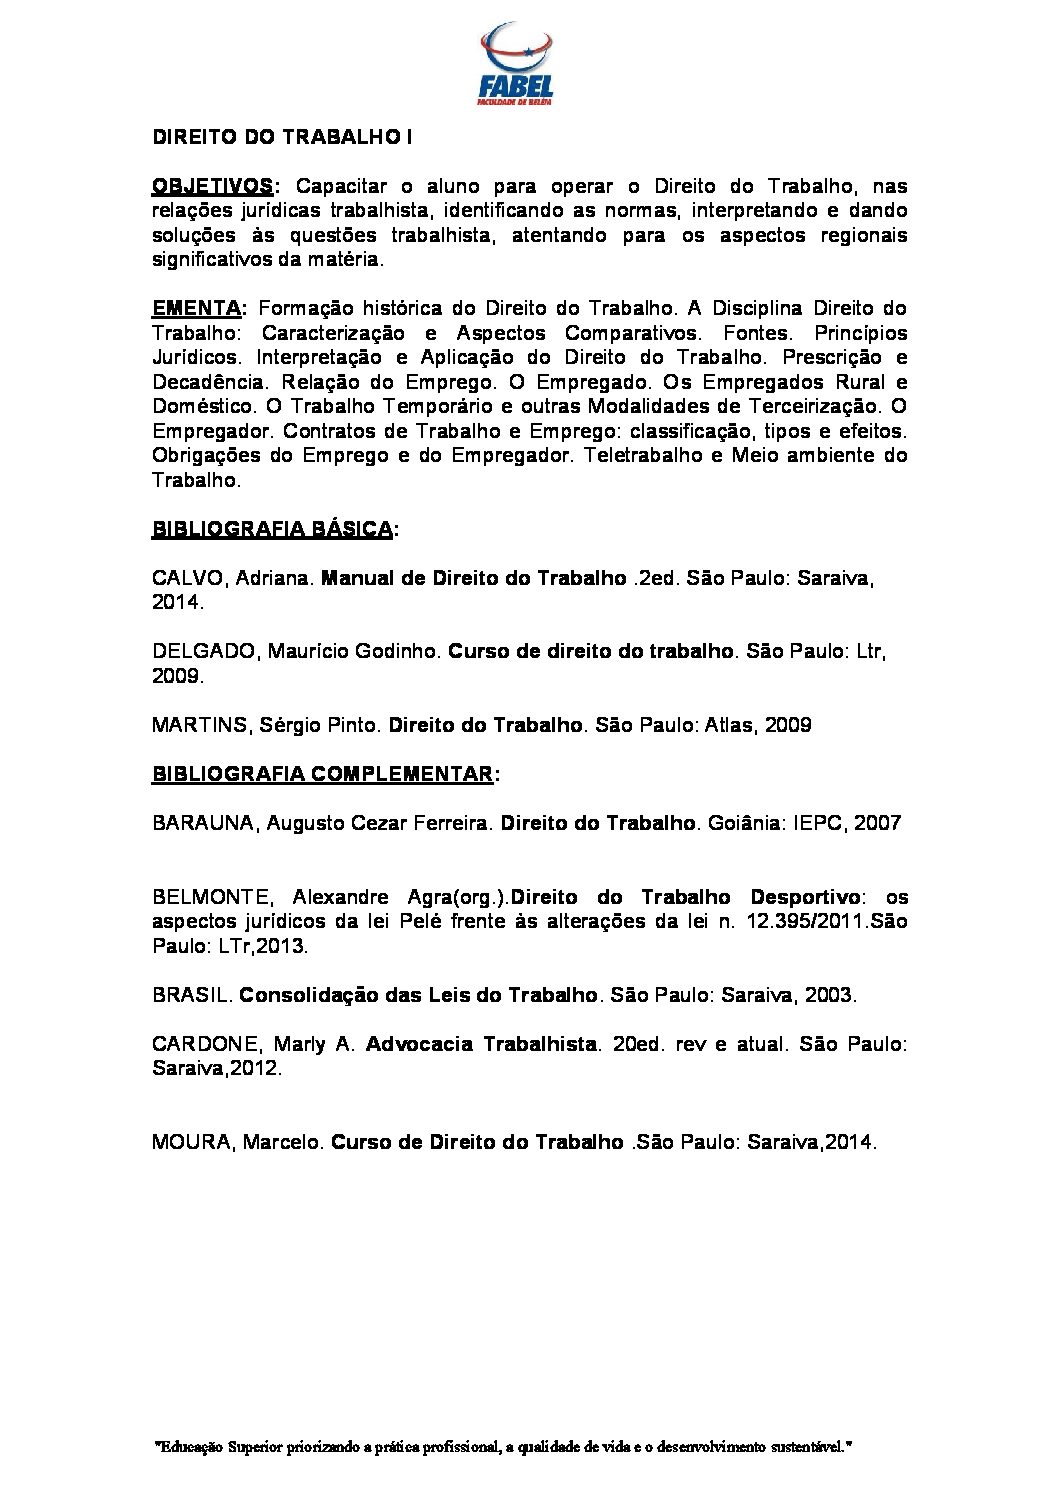 FABEL
FACULDADE DE BELÉM
DIREITO DO TRABALHO I
OBJETIVOS: Capacitar o aluno para operar o Direito do Trabalho, nas
relações jurídicas trabalhista, identificando as normas, interpretando e dando
soluções às questões trabalhista, atentando para os aspectos regionais
significativos da matéria.
EMENTA: Formação histórica do Direito do Trabalho. A Disciplina Direito do
Trabalho: Caracterização e Aspectos Comparativos. Fontes. Princípios
Jurídicos. Interpretação e Aplicação do Direito do Trabalho. Prescrição e
Decadência. Relação do Emprego. O Empregado. Os Empregados Rural e
Doméstico. O Trabalho Temporário e outras Modalidades de Terceirização. O
Empregador. Contratos de Trabalho e Emprego: classificação, tipos e efeitos.
Obrigações do Emprego e do Empregador. Teletrabalho e Meio ambiente do
Trabalho.
BIBLIOGRAFIA BÁSICA:
CALVO, Adriana. Manual de Direito do Trabalho .2ed. São Paulo: Saraiva,
2014.
DELGADO, Maurício Godinho. Curso de direito do trabalho. São Paulo: Ltr,
2009.
MARTINS, Sérgio Pinto. Direito do Trabalho. São Paulo: Atlas, 2009
BIBLIOGRAFIA COMPLEMENTAR:
BARAUNA, Augusto Cezar Ferreira. Direito do Trabalho. Goiânia: IEPC, 2007
BELMONTE, Alexandre Agra(org.).Direito do Trabalho Desportivo: os
aspectos jurídicos da lei Pelé frente às alterações da lei n. 12.395/2011.São
Paulo: LTr,2013.
BRASIL. Consolidação das Leis do Trabalho. São Paulo: Saraiva, 2003.
CARDONE, Marly A. Advocacia Trabalhista. 20ed. rev e atual. São Paulo:
Saraiva,2012.
MOURA, Marcelo. Curso de Direito do Trabalho .São Paulo: Saraiva,2014.
"Educação Superior priorizando a prática profissional, a qualidade de vida e o desenvolvimento sustentável."